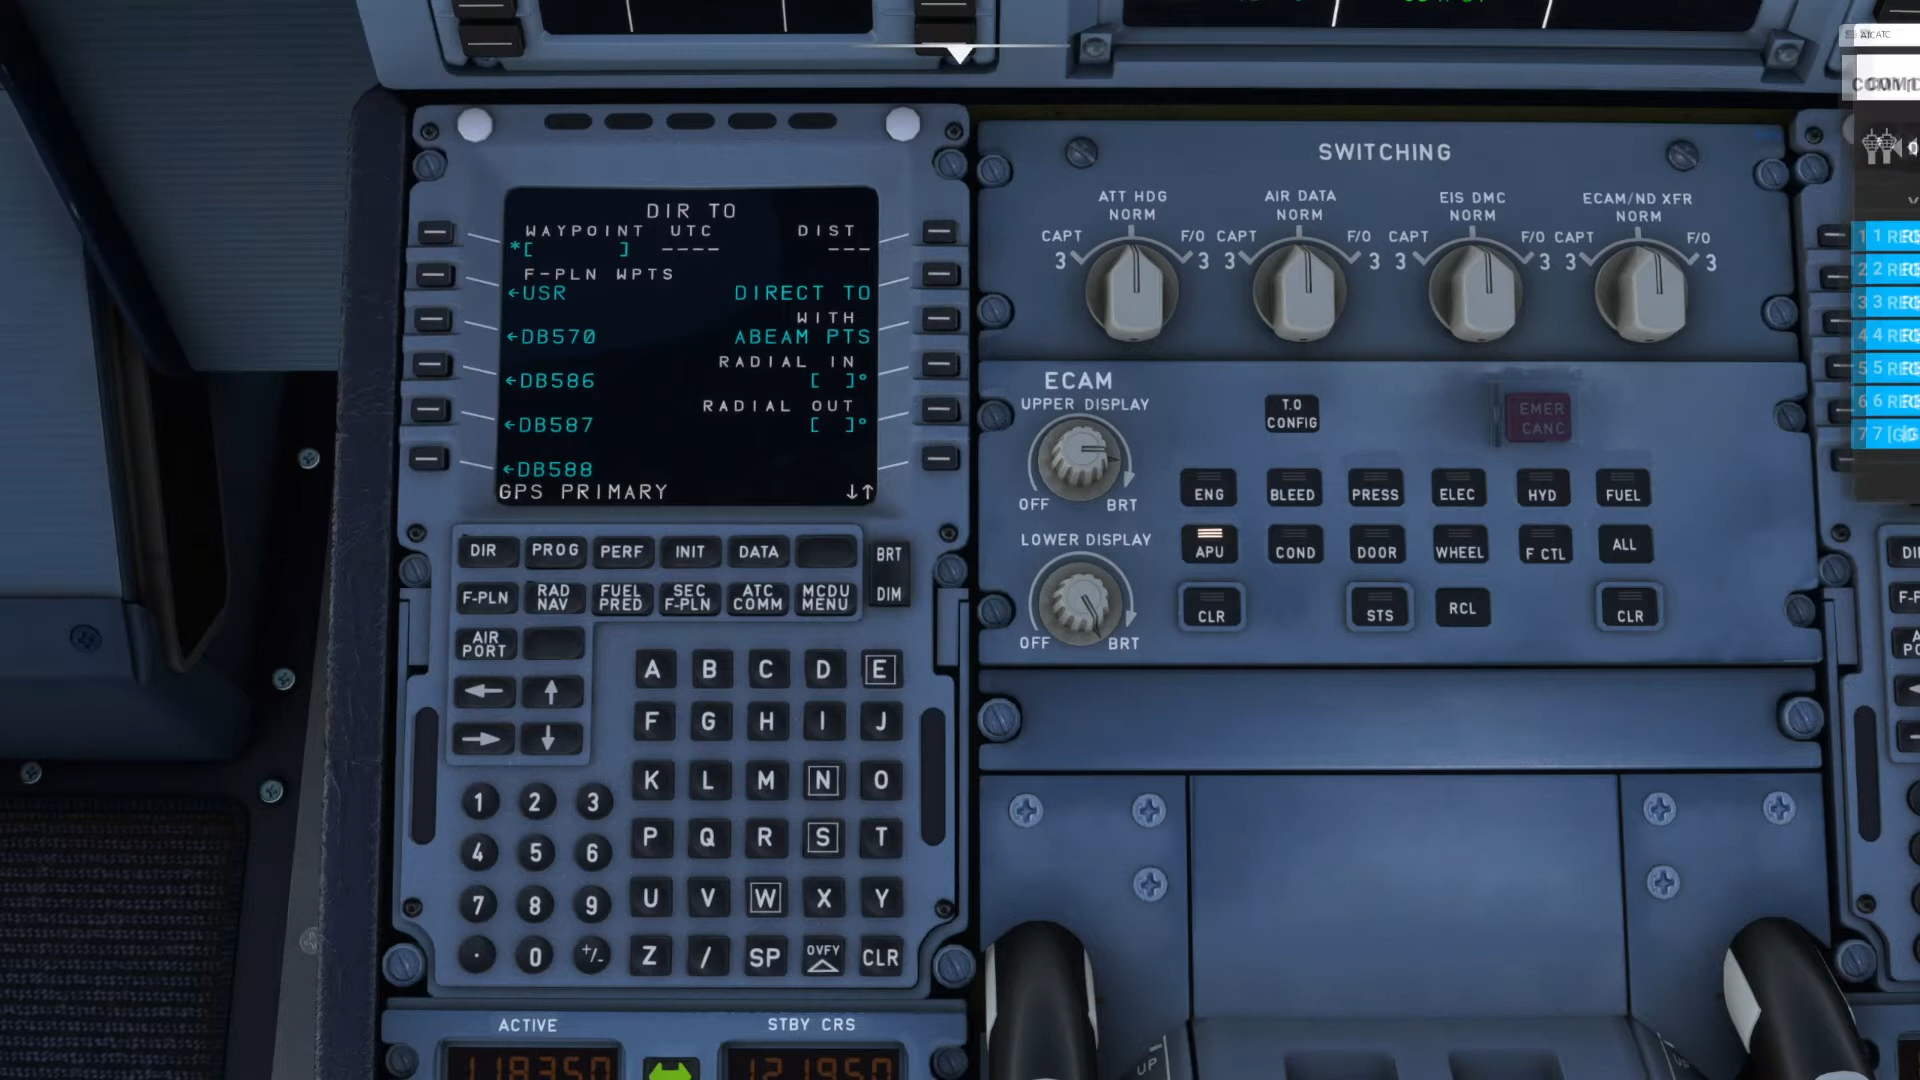 DIR TO
WAYPOINT UTC DIST
*[ ] ---- ---
F-PLN WPTS
←USR DIRECT TO
WITH
←DB570 ABEAM PTS
RADIAL IN
←DB586 [ ]°
RADIAL OUT
←DB587 [ ]°
←DB588
GPS PRIMARY ↓↑
DIR PROG PERF INIT DATA
BRT
DIM
F-PLN RAD NAV FUEL PRED SEC F-PLN ATC COMM MCDU MENU
AIR PORT
← ↑
→ ↓
A B C D E
F G H I J
K L M N O
P Q R S T
U V W X Y
Z / SP OVFY CLR
1 2 3
4 5 6
7 8 9
. 0 +/-
ACTIVE STBY CRS
118350 121950
SWITCHING
ATT HDG AIR DATA EIS DMC ECAM/ND XFR
NORM NORM NORM NORM
CAPT F/O CAPT F/O CAPT F/O CAPT F/O
3 3 3 3 3 3 3 3
ECAM
UPPER DISPLAY
OFF BRT
LOWER DISPLAY
OFF BRT
T.O CONFIG
EMER CANC
ENG BLEED PRESS ELEC HYD FUEL
APU COND DOOR WHEEL F CTL ALL
CLR STS RCL CLR
UP
ATC